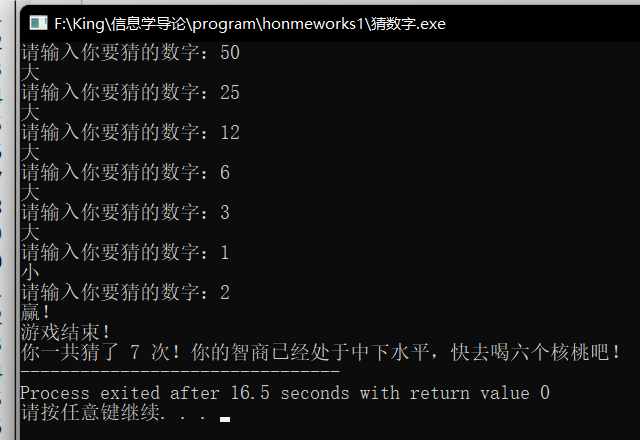 F:\King\信息学导论\program\honmeworks1\猜数字.exe
请输入你要猜的数字：50
大
请输入你要猜的数字：25
大
请输入你要猜的数字：12
大
请输入你要猜的数字：6
大
请输入你要猜的数字：3
大
请输入你要猜的数字：1
小
请输入你要猜的数字：2
赢！
游戏结束！
你一共猜了 7 次！你的智商已经处于中下水平，快去喝六个核桃吧！
--------------------------------
Process exited after 16.5 seconds with return value 0
请按任意键继续. . .